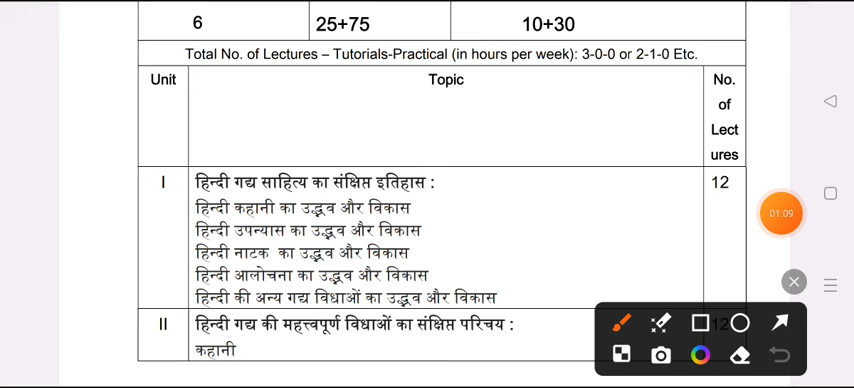 6 25+75 10+30
Total No. of Lectures – Tutorials-Practical (in hours per week): 3-0-0 or 2-1-0 Etc.
Unit Topic No.
of
Lect
ures
I हिन्दी गद्य साहित्य का संक्षिप्त इतिहास : 12
हिन्दी कहानी का उद्भव और विकास
हिन्दी उपन्यास का उद्भव और विकास
हिन्दी नाटक का उद्भव और विकास
हिन्दी आलोचना का उद्भव और विकास
हिन्दी की अन्य गद्य विधाओं का उद्भव और विकास
II हिन्दी गद्य की महत्त्वपूर्ण विधाओं का संक्षिप्त परिचय : 12
कहानी
01:09